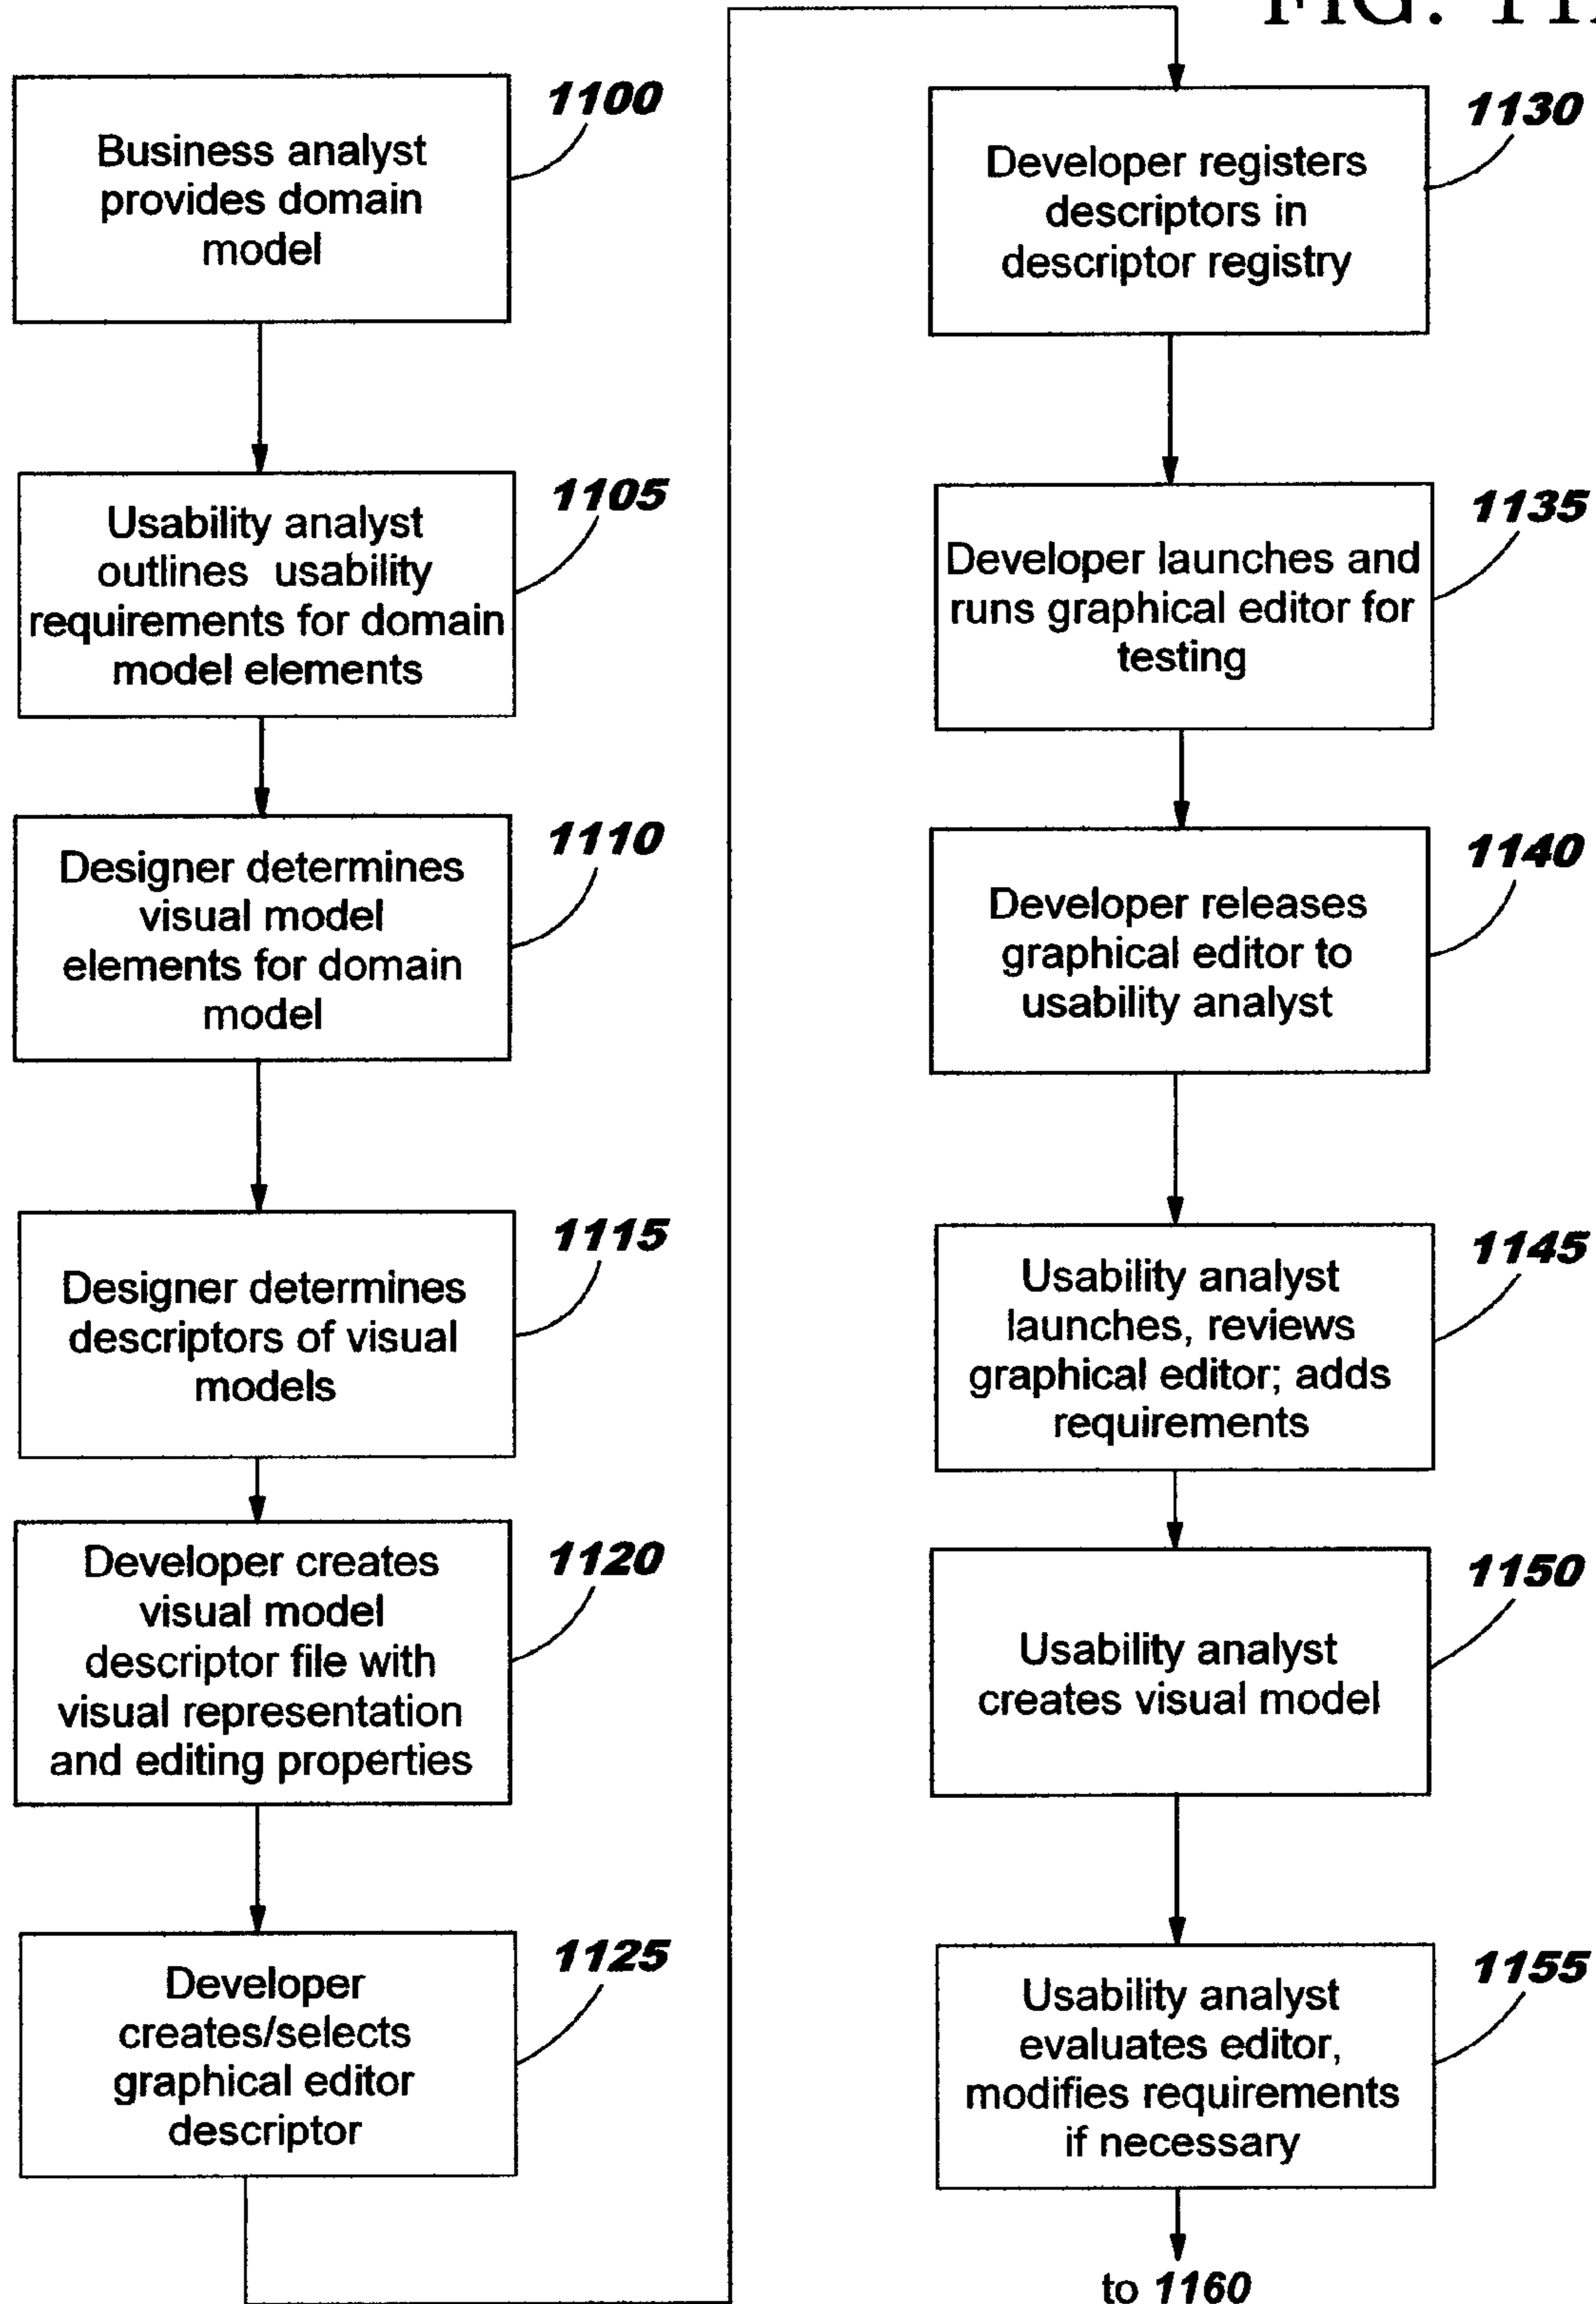 FIG. 11
1100
Business analyst
provides domain
model
1105
Usability analyst
outlines usability
requirements for domain
model elements
1110
Designer determines
visual model
elements for domain
model
1115
Designer determines
descriptors of visual
models
1120
Developer creates
visual model
descriptor file with
visual representation
and editing properties
1125
Developer
creates/selects
graphical editor
descriptor
1130
Developer registers
descriptors in
descriptor registry
1135
Developer launches and
runs graphical editor for
testing
1140
Developer releases
graphical editor to
usability analyst
1145
Usability analyst
launches, reviews
graphical editor; adds
requirements
1150
Usability analyst
creates visual model
1155
Usability analyst
evaluates editor,
modifies requirements
if necessary
to 1160